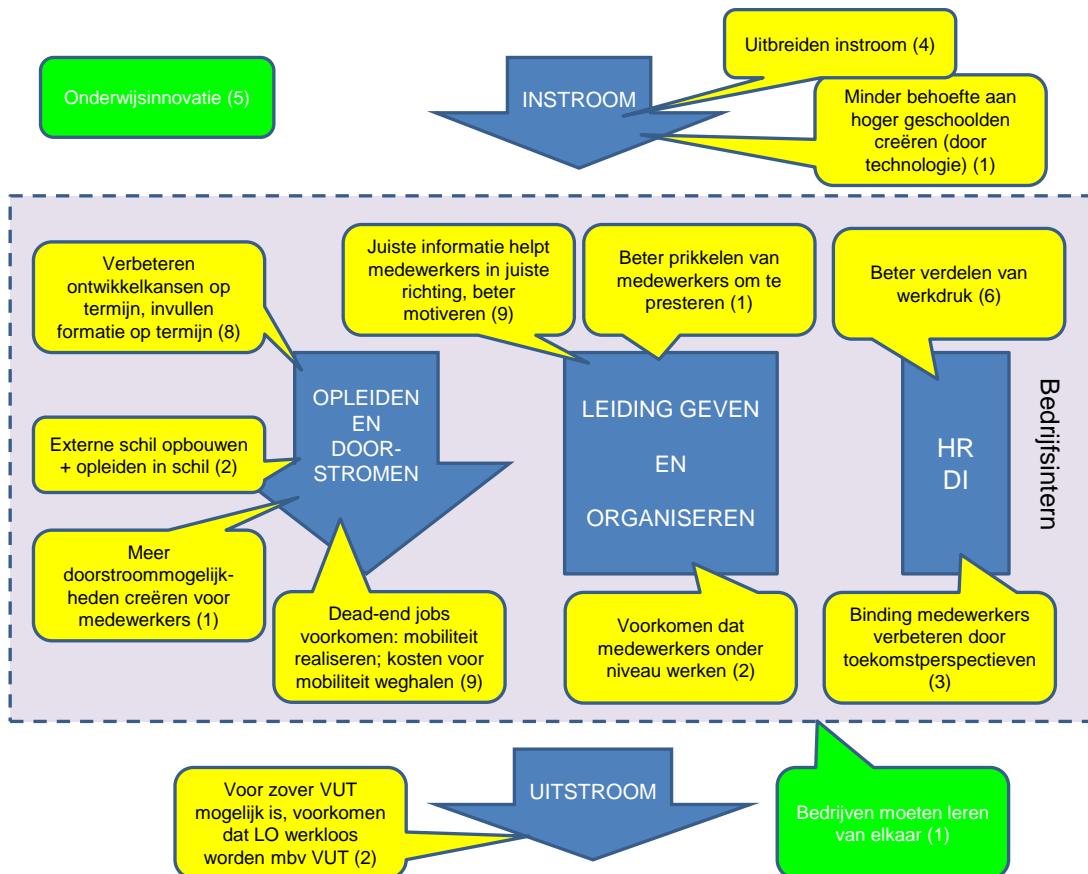 Onderwijsinnovatie (5)
INSTROOM
Uitbreiden instroom (4)
Minder behoefte aan
hoger geschoolden
creëren (door
technologie) (1)
Verbeteren
ontwikkelkansen op
termijn, invullen
formatie op termijn (8)
Juiste informatie helpt
medewerkers in juiste
richting, beter
motiveren (9)
Beter prikkelen van
medewerkers om te
presteren (1)
Beter verdelen van
werkdruk (6)
OPLEIDEN
EN
DOOR-
STROMEN
LEIDING GEVEN
EN
ORGANISEREN
HR
DI
Bedrijfsintern
Externe schil opbouwen
+ opleiden in schil (2)
Meer
doorstroommogelijk-
heden creëren voor
medewerkers (1)
Dead-end jobs
voorkomen: mobiliteit
realiseren; kosten voor
mobiliteit weghalen (9)
Voorkomen dat
medewerkers onder
niveau werken (2)
Binding medewerkers
verbeteren door
toekomstperspectieven
(3)
Voor zover VUT
mogelijk is, voorkomen
dat LO werkloos
worden mbv VUT (2)
UITSTROOM
Bedrijven moeten leren
van elkaar (1)